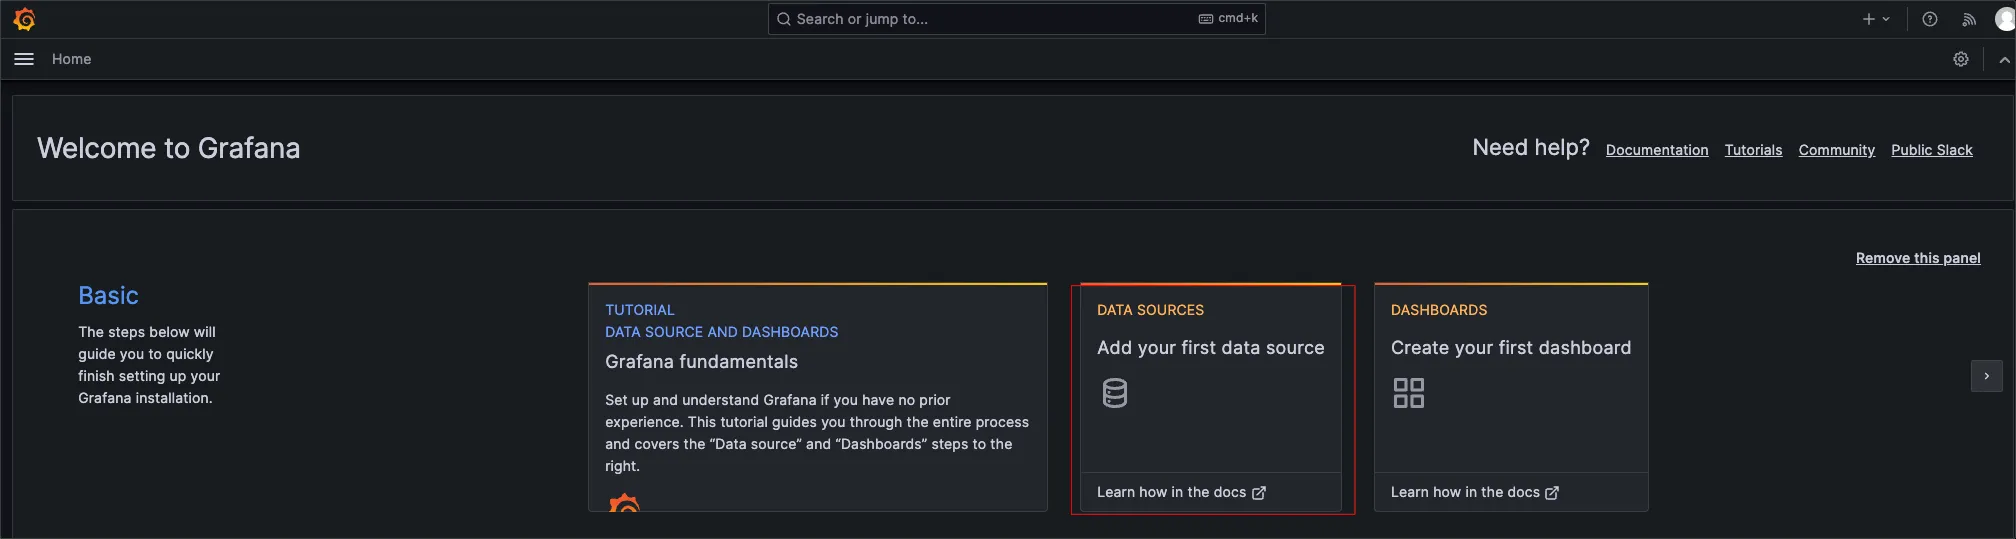 Search or jump to...
cmd+k
Home
Welcome to Grafana
Need help?
Documentation
Tutorials
Community
Public Slack
Remove this panel
Basic
The steps below will
guide you to quickly
finish setting up your
Grafana installation.
TUTORIAL
DATA SOURCE AND DASHBOARDS
Grafana fundamentals
Set up and understand Grafana if you have no prior
experience. This tutorial guides you through the entire process
and covers the “Data source” and “Dashboards” steps to the
right.
DATA SOURCES
Add your first data source
Learn how in the docs
DASHBOARDS
Create your first dashboard
Learn how in the docs